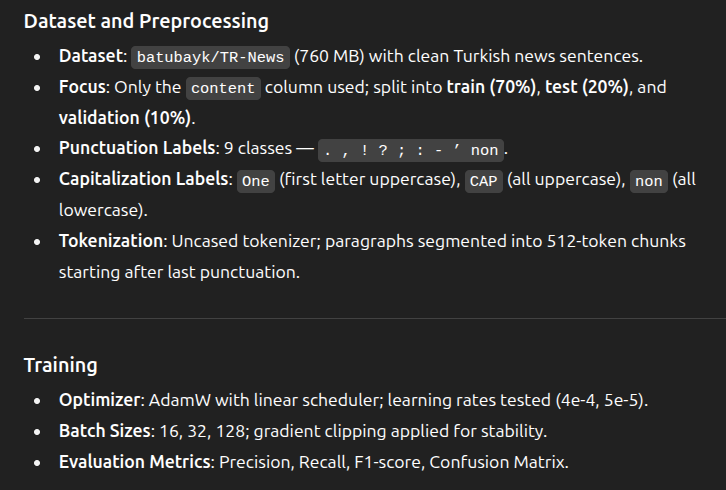 Dataset and Preprocessing
• Dataset: batubayk/TR-News (760 MB) with clean Turkish news sentences.
• Focus: Only the content column used; split into train (70%), test (20%), and
validation (10%).
• Punctuation Labels: 9 classes — . , ! ? ; : - ’ non.
• Capitalization Labels: One (first letter uppercase), CAP (all uppercase), non (all
lowercase).
• Tokenization: Uncased tokenizer; paragraphs segmented into 512-token chunks
starting after last punctuation.
Training
• Optimizer: AdamW with linear scheduler; learning rates tested (4e-4, 5e-5).
• Batch Sizes: 16, 32, 128; gradient clipping applied for stability.
• Evaluation Metrics: Precision, Recall, F1-score, Confusion Matrix.